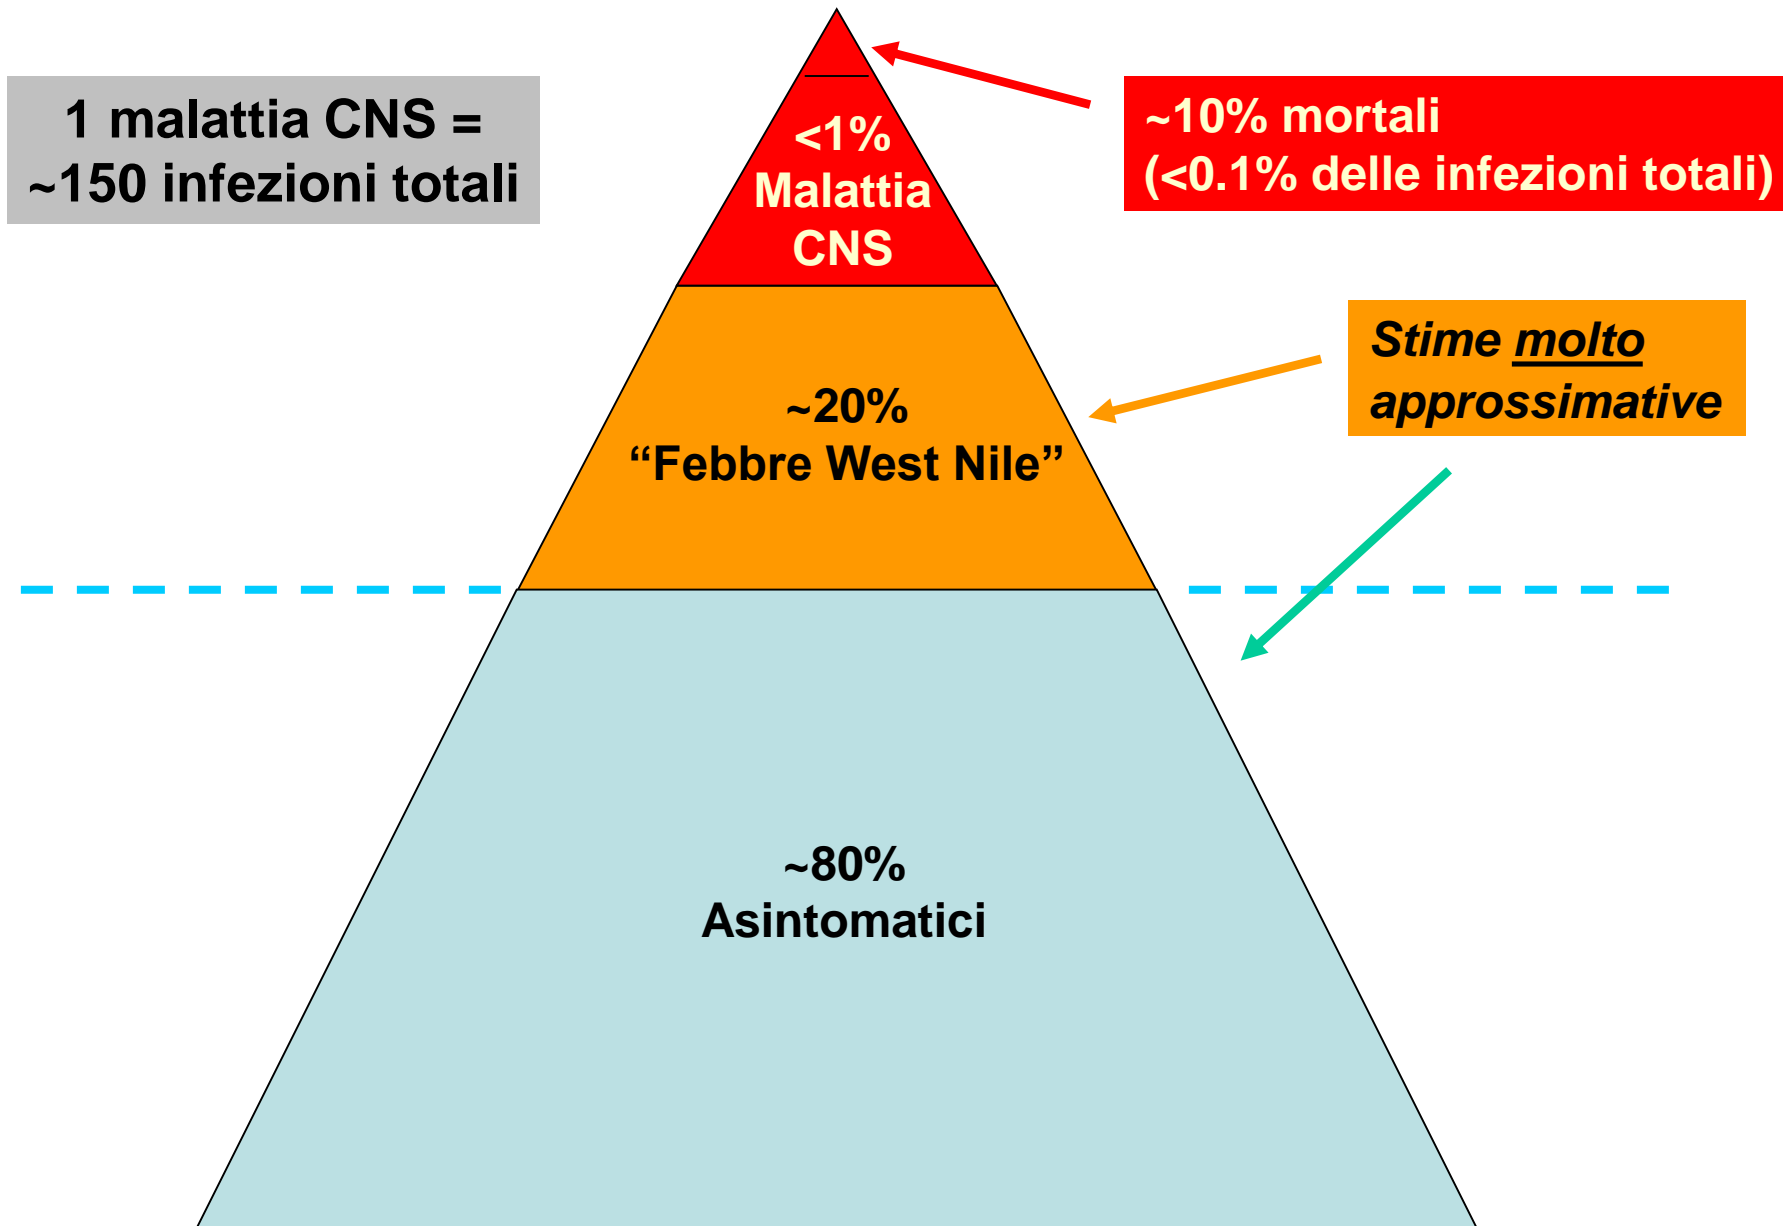 1 malattia CNS =
~150 infezioni totali
<1%
Malattia
CNS
~10% mortali
(<0.1% delle infezioni totali)
Stime molto
approssimative
~20%
“Febbre West Nile”
~80%
Asintomatici